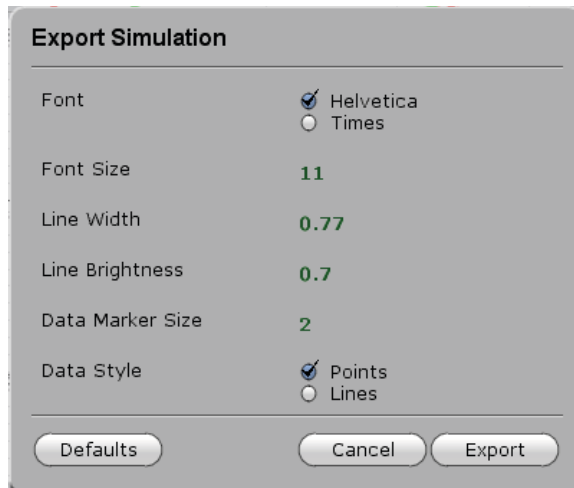 Export Simulation
Font
Helvetica
Times
Font Size
11
Line Width
0.77
Line Brightness
0.7
Data Marker Size
2
Data Style
Points
Lines
Defaults
Cancel
Export